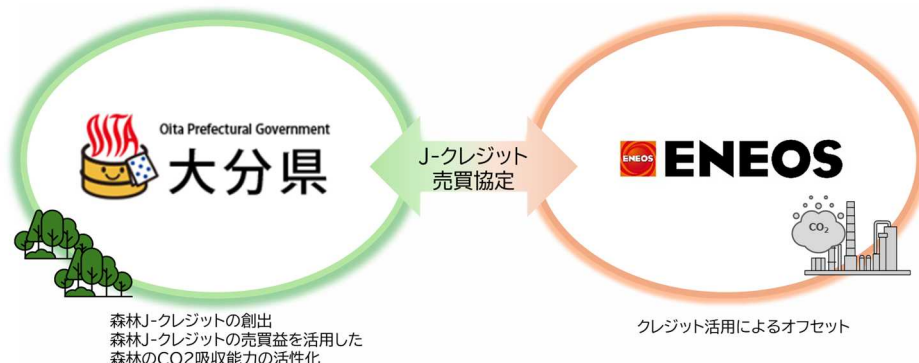 OITA
Oita Prefectural Government
大分県
J-クレジット
売買協定
ENEOS
ENEOS
CO₂
森林J-クレジットの創出
森林J-クレジットの売買益を活用した
森林のCO2吸収能力の活性化
クレジット活用によるオフセット